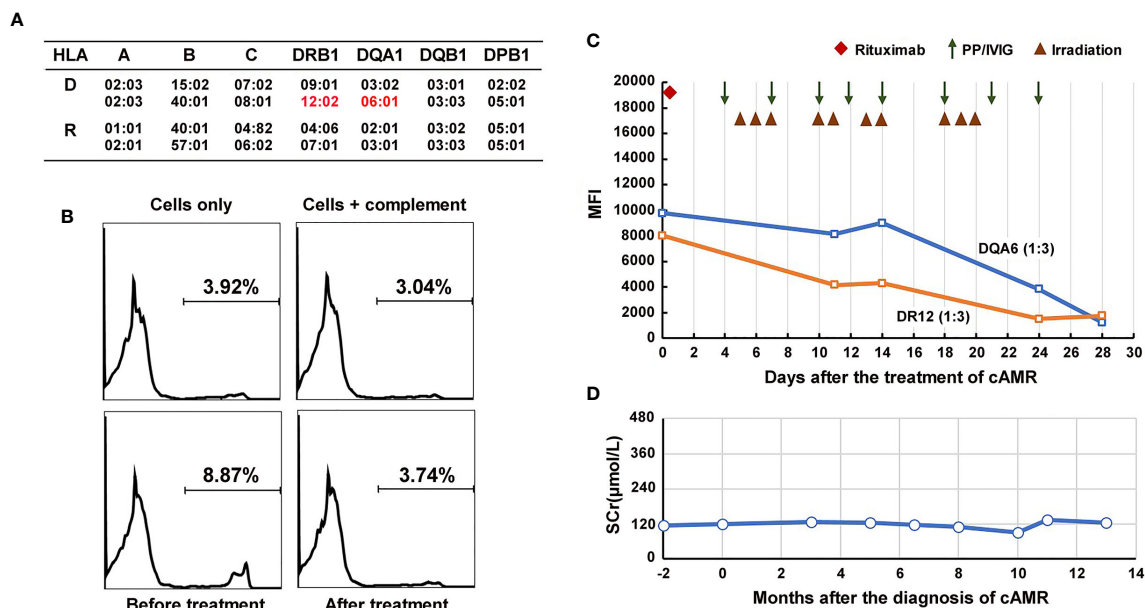 A
HLA A B C DRB1 DQA1 DQB1 DPB1
D 02:03 15:02 07:02 09:01 03:02 03:01 02:02
02:03 40:01 08:01 12:02 06:01 03:03 05:01
R 01:01 40:01 04:82 04:06 02:01 03:02 05:01
02:01 57:01 06:02 07:01 03:01 03:03 05:01
B
Cells only Cells + complement
3.92% 3.04%
8.87% 3.74%
Before treatment After treatment
C
Rituximab PP/IVIG Irradiation
20000
18000
16000
14000
12000
10000
8000
6000
4000
2000
0
MFI
DQA6 (1:3)
DR12 (1:3)
0 2 4 6 8 10 11 14 14 16 18 20 22 24 26 28 30
Days after the treatment of cAMR
D
480
360
240
120
0
SCr(μmol/L)
-2 0 2 4 6 8 10 12 14
Months after the diagnosis of cAMR